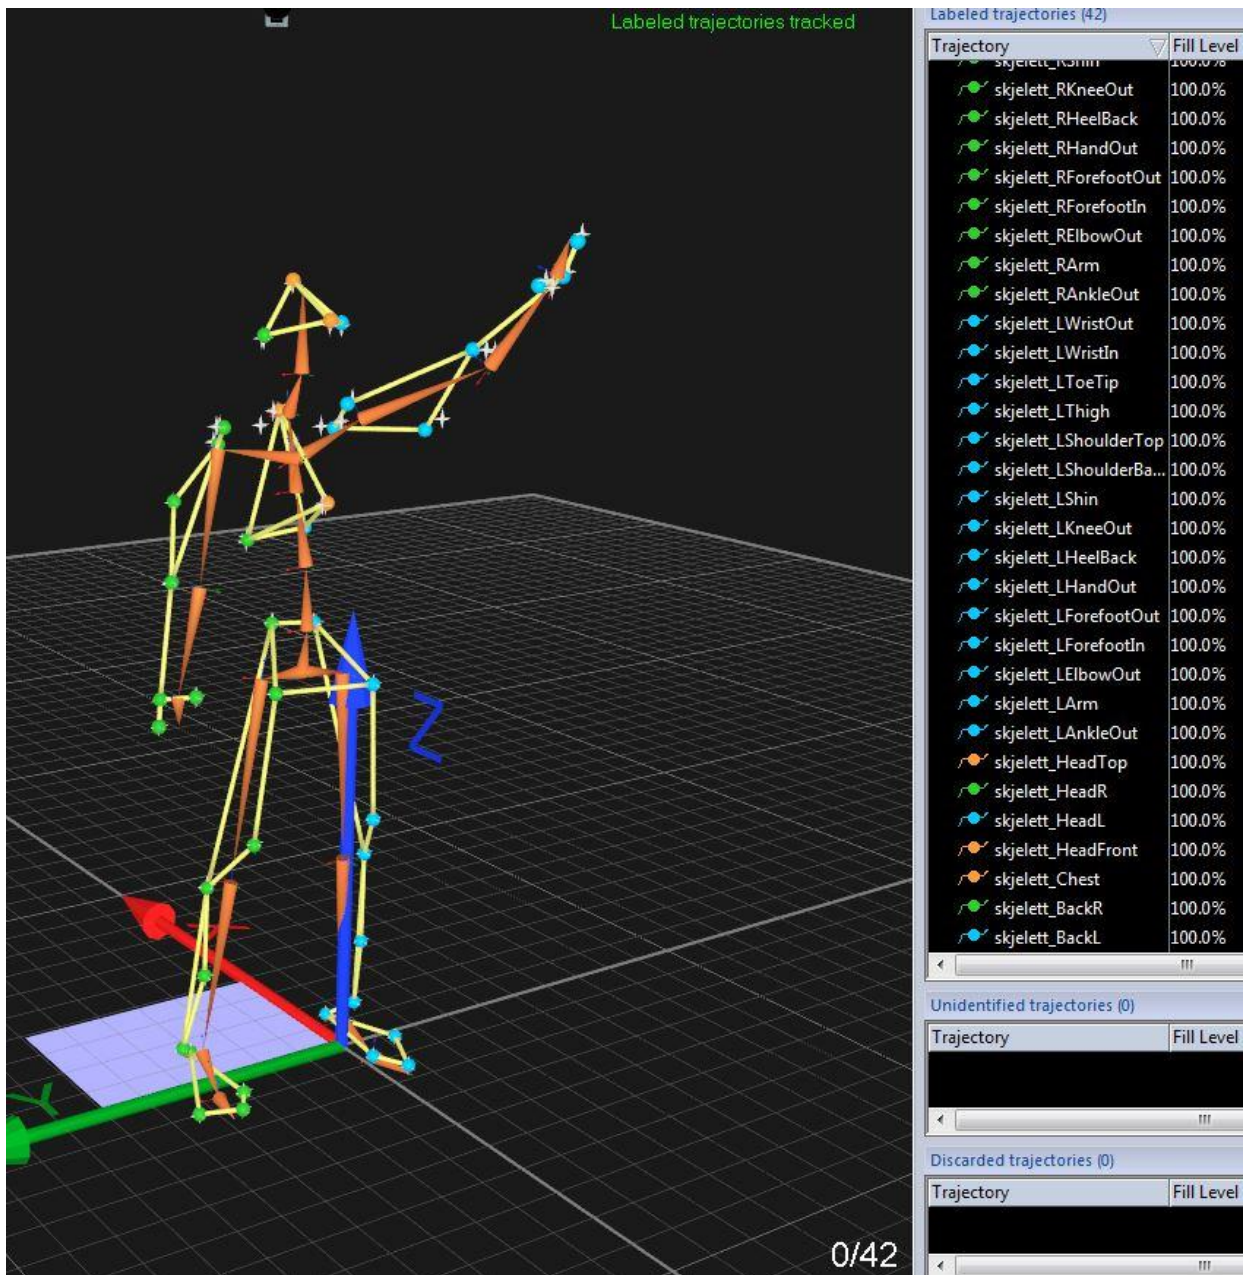 Labeled trajectories tracked
Z
X
Y
0/42
Labeled trajectories (42)
Trajectory Fill Level
skjelett_RShin 100.0%
skjelett_RKneeOut 100.0%
skjelett_RHeelBack 100.0%
skjelett_RHandOut 100.0%
skjelett_RForefootOut 100.0%
skjelett_RForefootIn 100.0%
skjelett_RElbowOut 100.0%
skjelett_RArm 100.0%
skjelett_RAnkleOut 100.0%
skjelett_LWristOut 100.0%
skjelett_LWristIn 100.0%
skjelett_LToeTip 100.0%
skjelett_LThigh 100.0%
skjelett_LShoulderTop 100.0%
skjelett_LShoulderBa... 100.0%
skjelett_LShin 100.0%
skjelett_LKneeOut 100.0%
skjelett_LHeelBack 100.0%
skjelett_LHandOut 100.0%
skjelett_LForefootOut 100.0%
skjelett_LForefootIn 100.0%
skjelett_LElbowOut 100.0%
skjelett_LArm 100.0%
skjelett_LAnkleOut 100.0%
skjelett_HeadTop 100.0%
skjelett_HeadR 100.0%
skjelett_HeadL 100.0%
skjelett_HeadFront 100.0%
skjelett_Chest 100.0%
skjelett_BackR 100.0%
skjelett_BackL 100.0%
Unidentified trajectories (0)
Trajectory Fill Level
Discarded trajectories (0)
Trajectory Fill Level